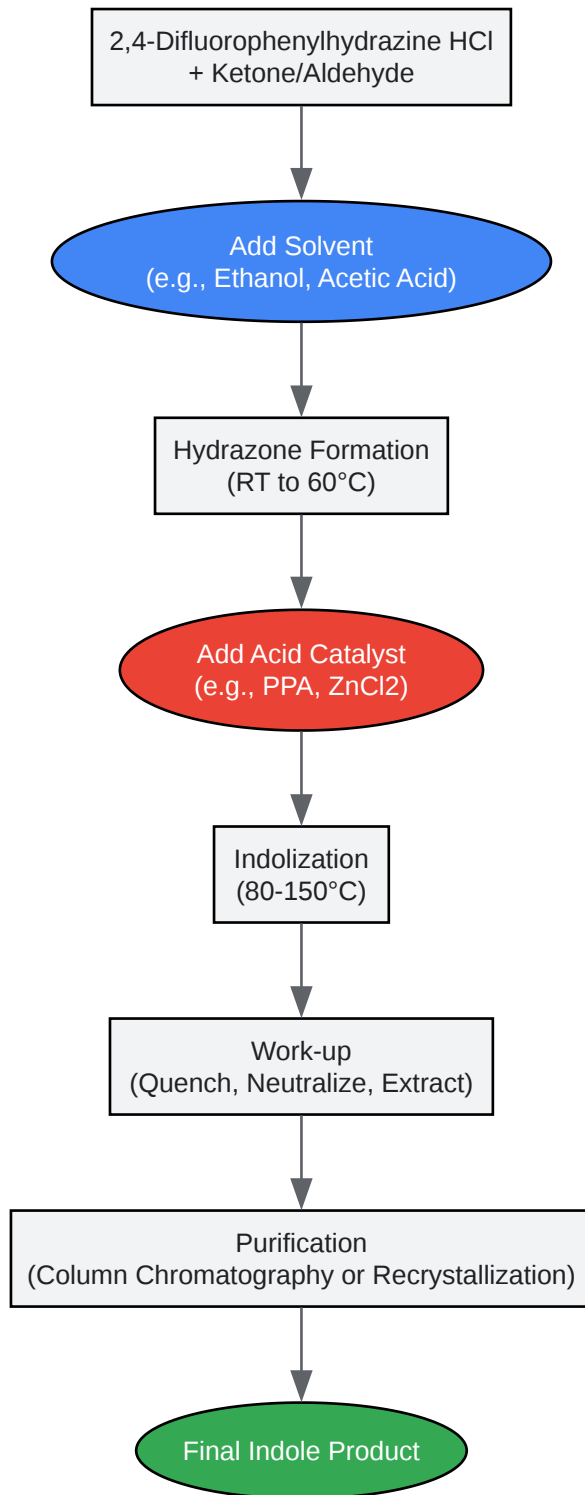 2,4-Difluorophenylhydrazine HCl
+ Ketone/Aldehyde
Add Solvent
(e.g., Ethanol, Acetic Acid)
Hydrazone Formation
(RT to 60°C)
Add Acid Catalyst
(e.g., PPA, ZnCl2)
Indolization
(80-150°C)
Work-up
(Quench, Neutralize, Extract)
Purification
(Column Chromatography or Recrystallization)
Final Indole Product